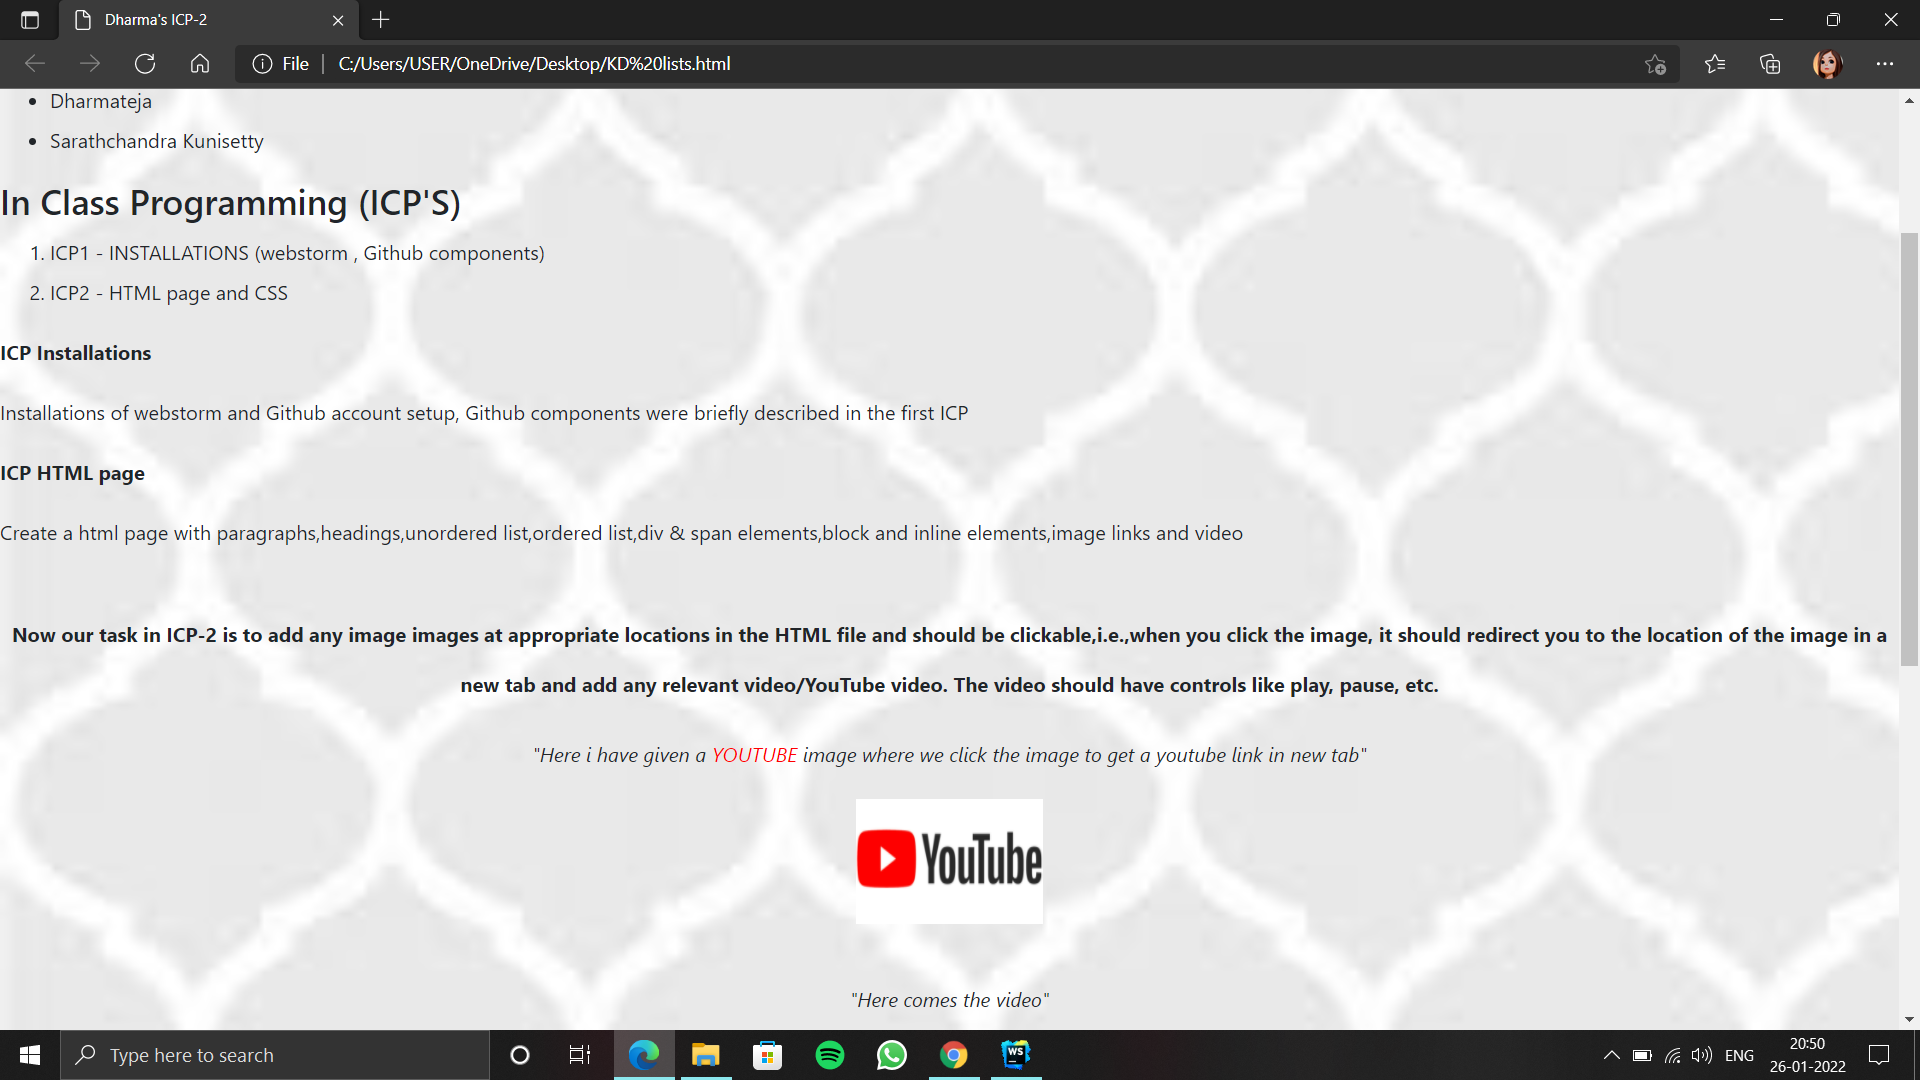 Dharma's ICP-2
File
C:/Users/USER/OneDrive/Desktop/KD%20lists.html
• Dharmateja
• Sarathchandra Kunisetty
In Class Programming (ICP'S)
1. ICP1 - INSTALLATIONS (webstorm , Github components)
2. ICP2 - HTML page and CSS
ICP Installations
Installations of webstorm and Github account setup, Github components were briefly described in the first ICP
ICP HTML page
Create a html page with paragraphs,headings,unordered list,ordered list,div & span elements,block and inline elements,image links and video
Now our task in ICP-2 is to add any image images at appropriate locations in the HTML file and should be clickable,i.e.,when you click the image, it should redirect you to the location of the image in a
new tab and add any relevant video/YouTube video. The video should have controls like play, pause, etc.
"Here i have given a YOUTUBE image where we click the image to get a youtube link in new tab"
YouTube
"Here comes the video"
Type here to search
WS
ENG
20:50
26-01-2022